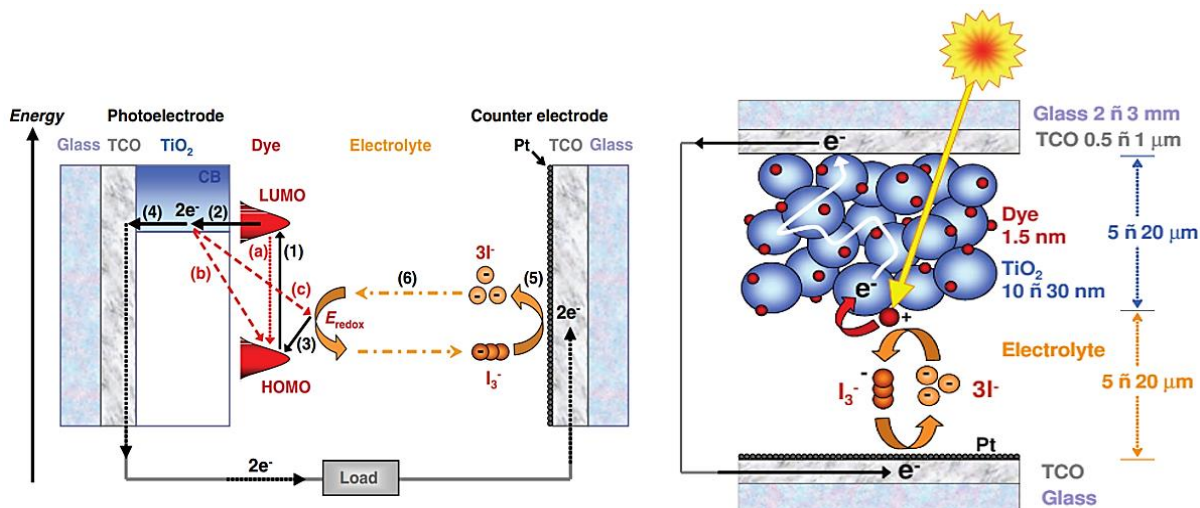 Energy
Photoelectrode
Counter electrode
Glass TCO TiO₂ Dye Electrolyte Pt TCO Glass
CB
LUMO
(4) 2e⁻ (2)
(a) (1)
(b) (c)
3I⁻
(6) (5)
2e⁻
E redox
(3)
HOMO
I₃⁻
2e⁻
Load
Glass 2 ñ 3 mm
TCO 0.5 ñ 1 µm
e⁻
Dye
1.5 nm
5 ñ 20 µm
TiO₂
10 ñ 30 nm
e⁻
+
Electrolyte
5 ñ 20 µm
I₃⁻ 3I⁻
Pt
e⁻ TCO
Glass